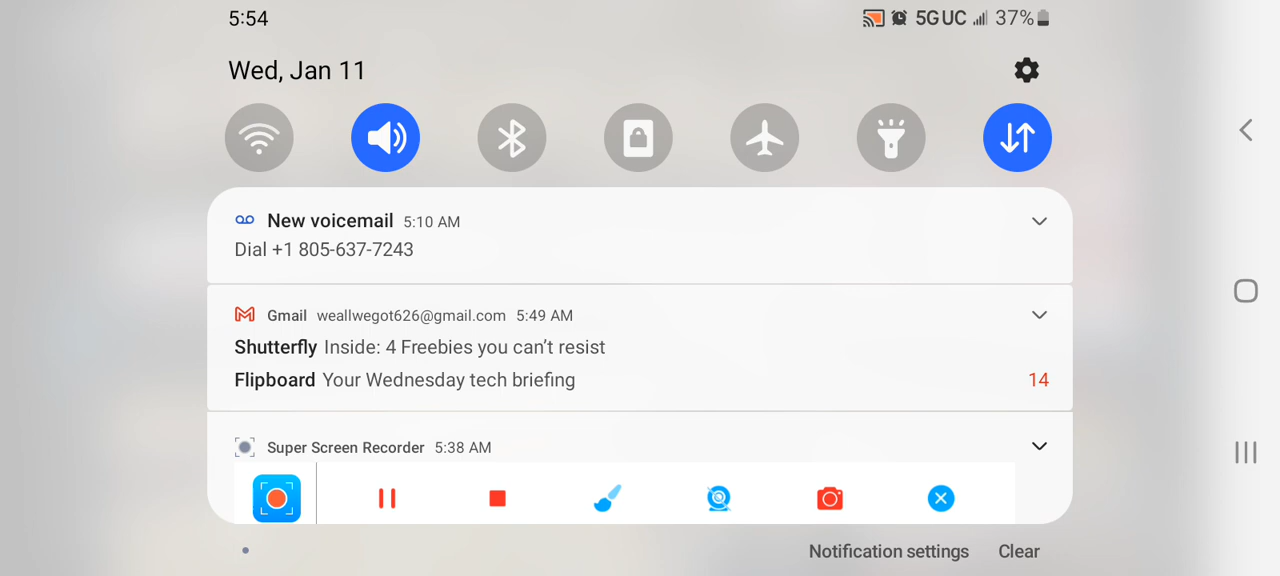 5:54
5G UC 37%
Wed, Jan 11
New voicemail 5:10 AM
Dial +1 805-637-7243
Gmail weallwegot626@gmail.com 5:49 AM
Shutterfly Inside: 4 Freebies you can’t resist
Flipboard Your Wednesday tech briefing 14
Super Screen Recorder 5:38 AM
Notification settings Clear